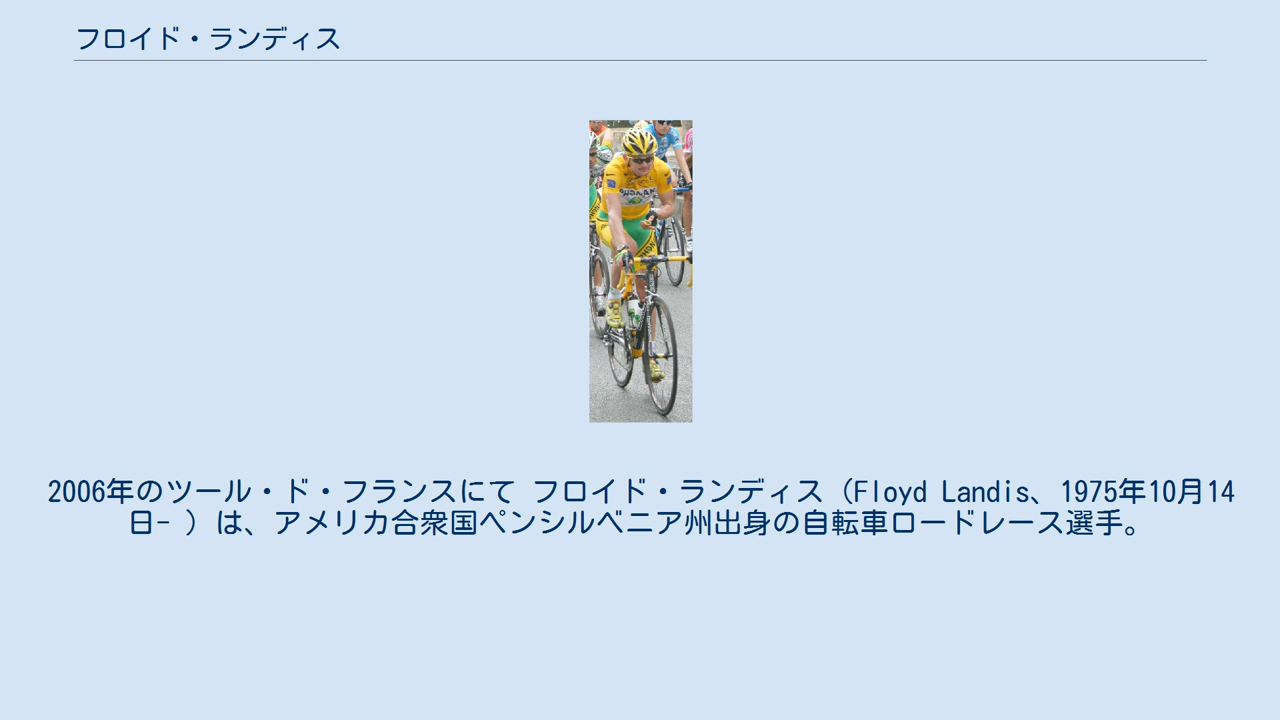 フロイド・ランディス
2006年のツール・ド・フランスにて フロイド・ランディス（Floyd Landis、1975年10月14
日- ）は、アメリカ合衆国ペンシルベニア州出身の自転車ロードレース選手。